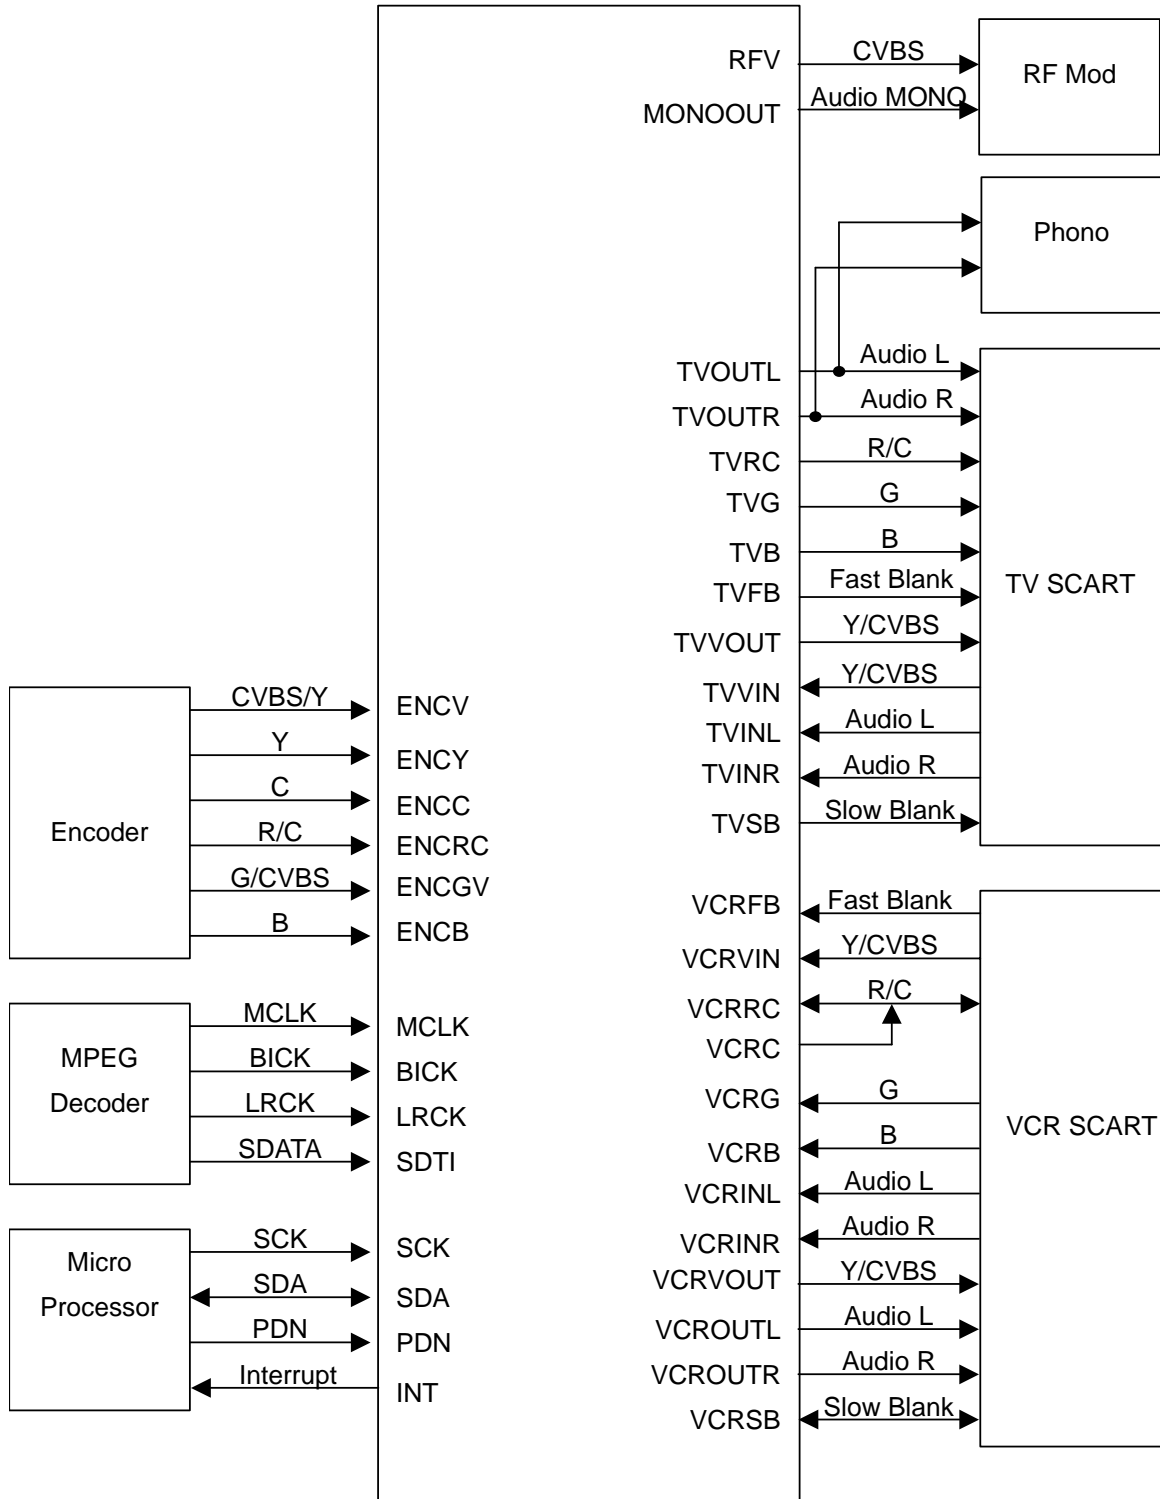 RFV
CVBS
RF Mod
MONOOUT
Audio MONO
Phono
TVOUTL
Audio L
TVOUTR
Audio R
TVRC
R/C
TVG
G
TVB
B
TVFB
Fast Blank
TV SCART
TVVOUT
Y/CVBS
TVVIN
Y/CVBS
TVINL
Audio L
TVINR
Audio R
TVSB
Slow Blank
Encoder
CVBS/Y
ENCV
Y
ENCY
C
ENCC
R/C
ENCRC
G/CVBS
ENCGV
B
ENCB
VCRFB
Fast Blank
VCRVIN
Y/CVBS
VCRRC
R/C
VCRC
VCRG
G
VCR SCART
VCRB
B
VCRINL
Audio L
VCRINR
Audio R
VCRVOUT
Y/CVBS
VCROUTL
Audio L
VCROUTR
Audio R
VCRSB
Slow Blank
MPEG
Decoder
MCLK
MCLK
BICK
BICK
LRCK
LRCK
SDATA
SDTI
Micro
Processor
SCK
SCK
SDA
SDA
PDN
PDN
Interrupt
INT